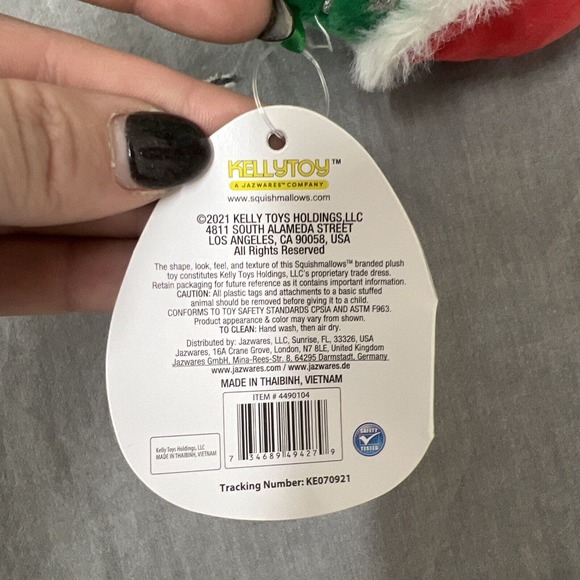 KELLYTOY™
A JAZWARES™ COMPANY
www.squishmallows.com
©2021 KELLY TOYS HOLDINGS,LLC
4811 SOUTH ALAMEDA STREET
LOS ANGELES, CA 90058, USA
All Rights Reserved
The shape, look, feel, and texture of this Squishmallows™ branded plush
toy constitutes Kelly Toys Holdings, LLC's proprietary trade dress.
Retain packaging for future reference as it contains important information.
CAUTION: All plastic tags and attachments to a basic stuffed
animal should be removed before giving it to a child.
CONFORMS TO TOY SAFETY STANDARDS CPSIA AND ASTM F963.
Product appearance & color may vary from shown.
TO CLEAN: Hand wash, then air dry.
Distributed by: Jazwares, LLC, Sunrise, FL, 33326, USA
Jazwares, 16A Crane Grove, London, N7 8LE, United Kingdom
Jazwares GmbH, Mina-Rees-Str. 8, 64295 Darmstadt, Germany
www.jazwares.com / www.jazwares.de
MADE IN THAIBINH, VIETNAM
ITEM # 4490104
7 34689 49427 9
Kelly Toys Holdings, LLC
MADE IN THAIBINH, VIETNAM
SAFETY
TESTED
Tracking Number: KE070921